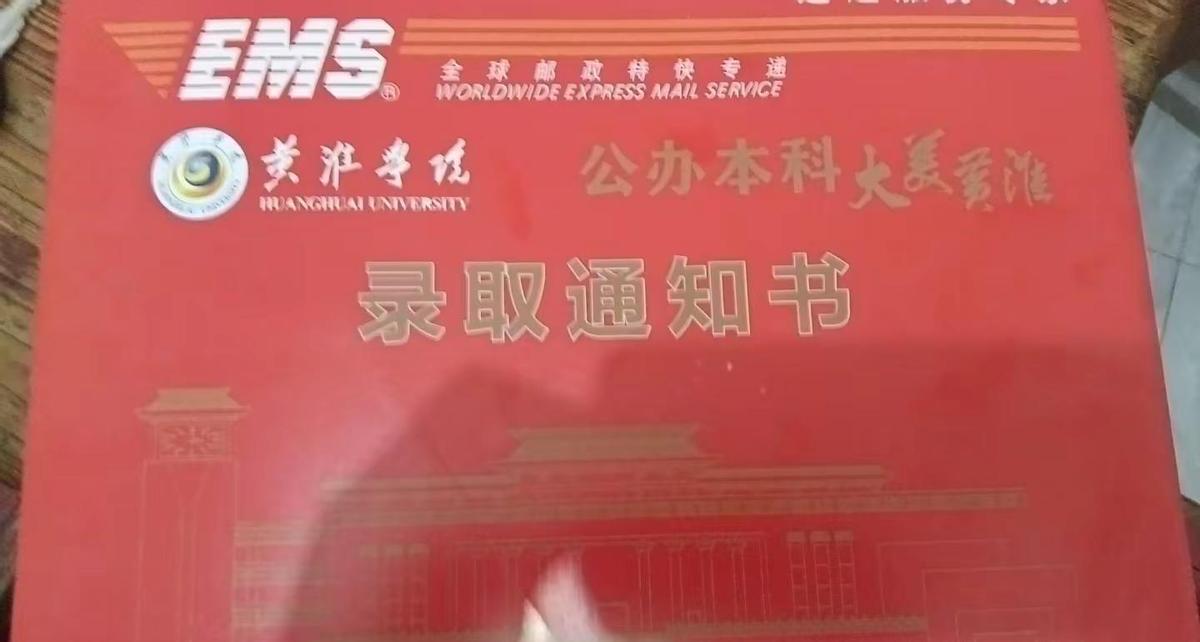 EMS
全球邮政特快专递
WORLDWIDE EXPRESS MAIL SERVICE
黄淮学院
HUANGHUAI UNIVERSITY
公办本科大美黄淮
录取通知书